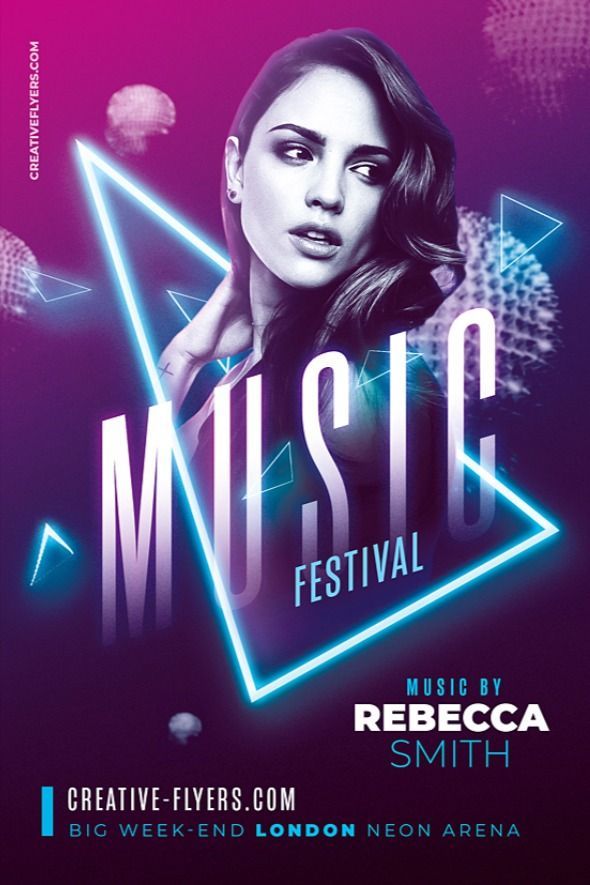 CREATIVEFLYERS.COM
MUSIC
FESTIVAL
MUSIC BY
REBECCA
SMITH
CREATIVE-FLYERS.COM
BIG WEEK-END LONDON NEON ARENA